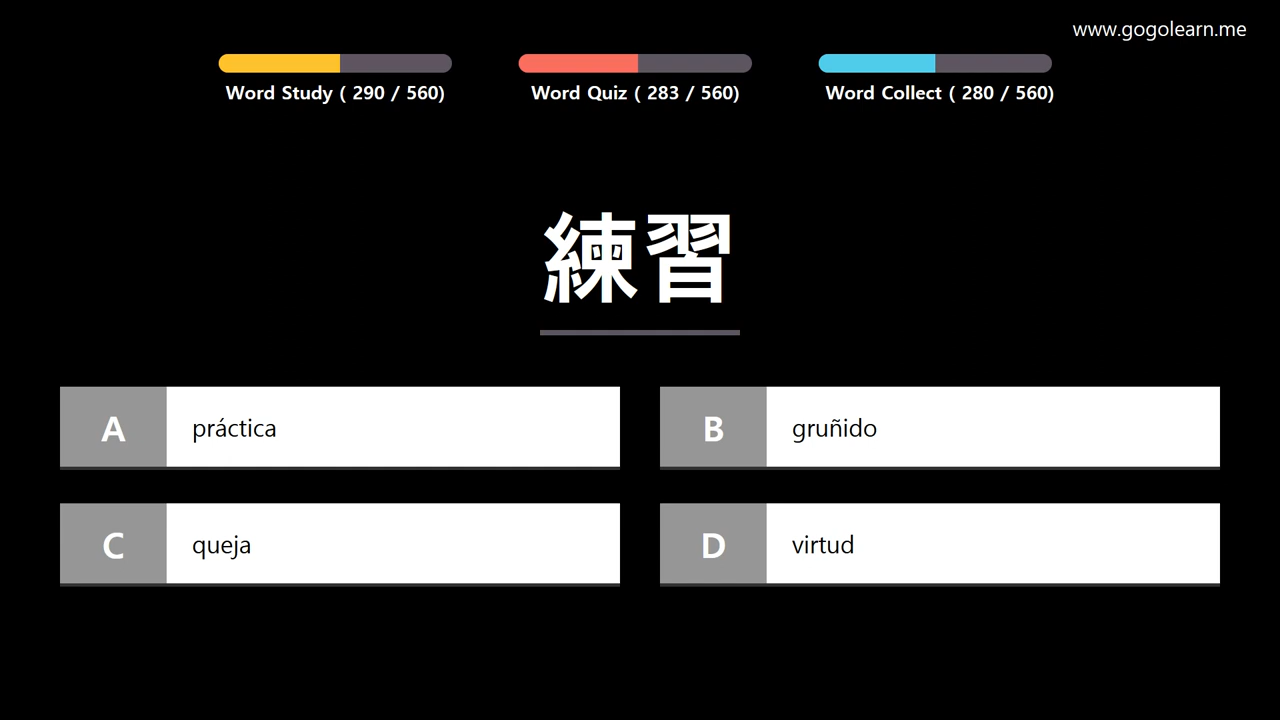 www.gogolearn.me
Word Study ( 290 / 560)
Word Quiz ( 283 / 560)
Word Collect ( 280 / 560)
練習
A
práctica
B
gruñido
C
queja
D
virtud